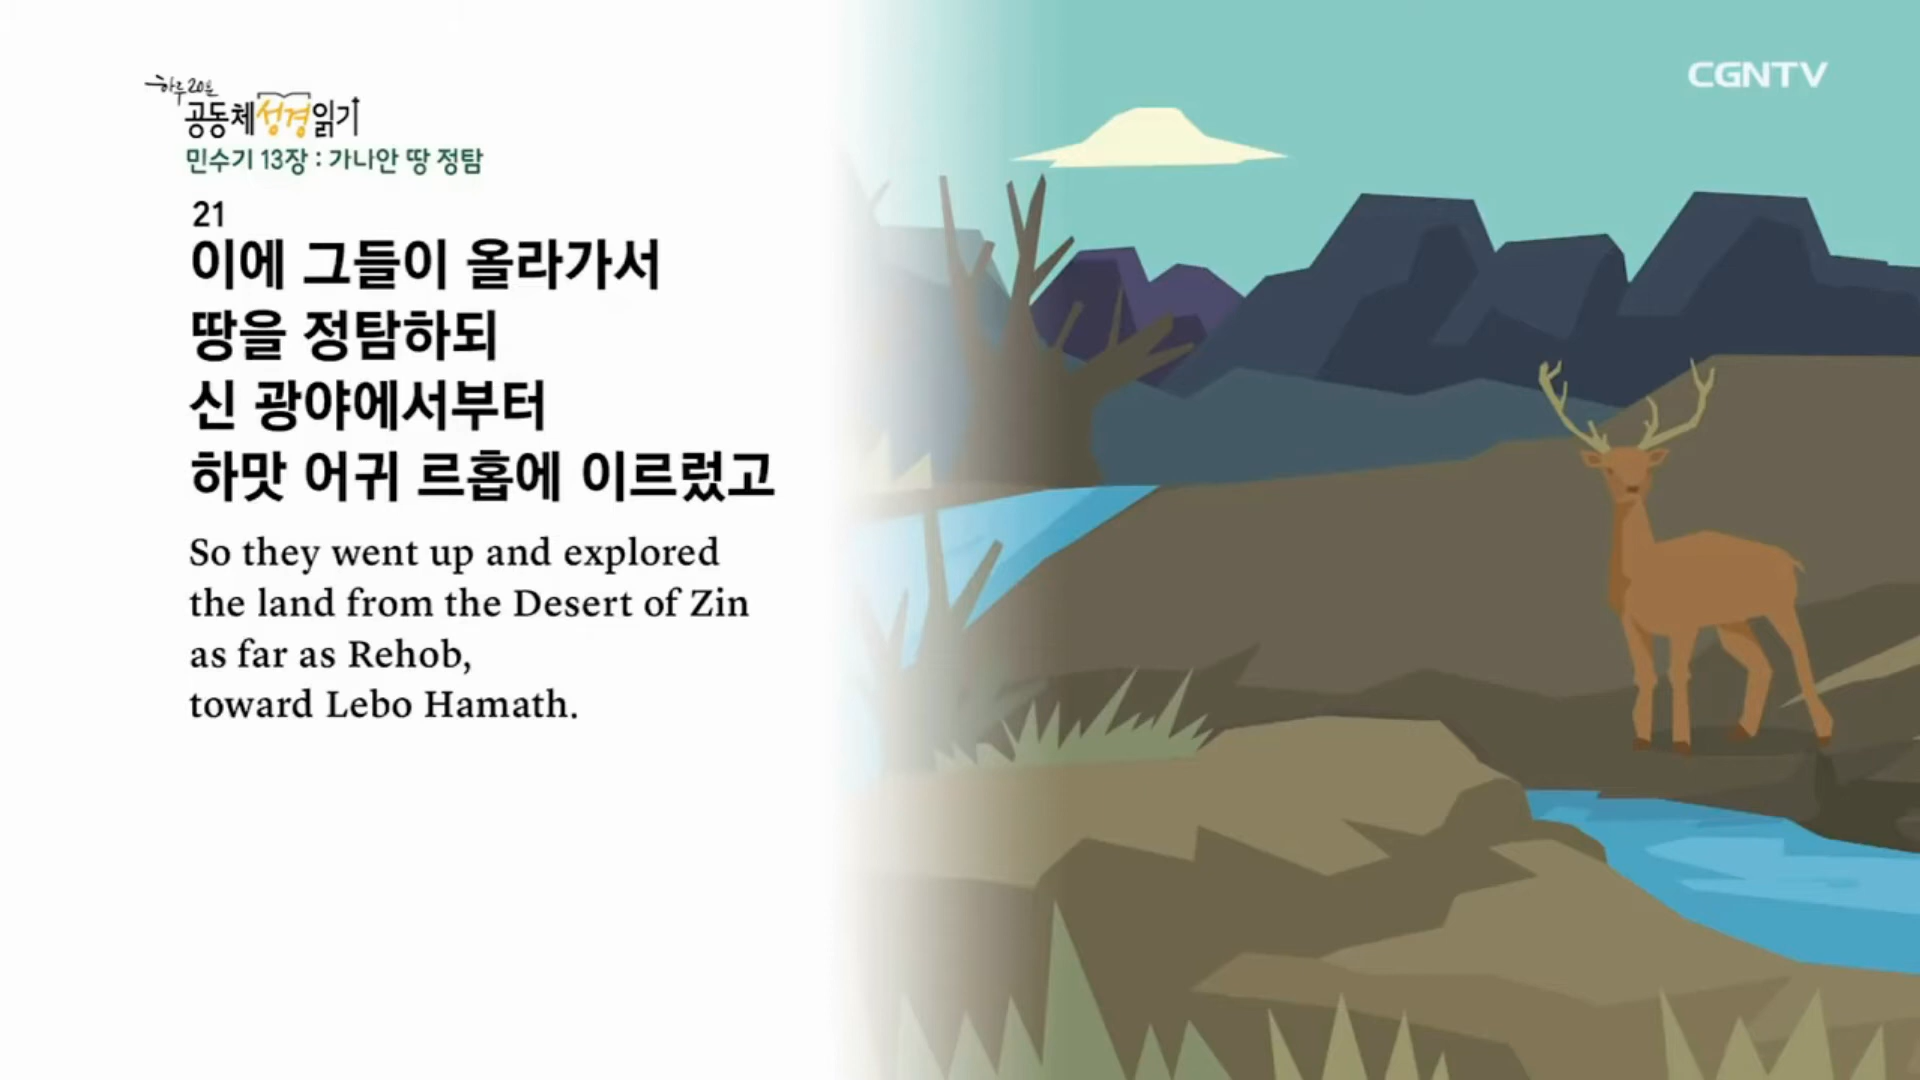 하루 20분
공동체성경읽기
민수기 13장 : 가나안 땅 정탐
21
이에 그들이 올라가서
땅을 정탐하되
신 광야에서부터
하맛 어귀 르홉에 이르렀고
So they went up and explored
the land from the Desert of Zin
as far as Rehob,
toward Lebo Hamath.
CGNTV